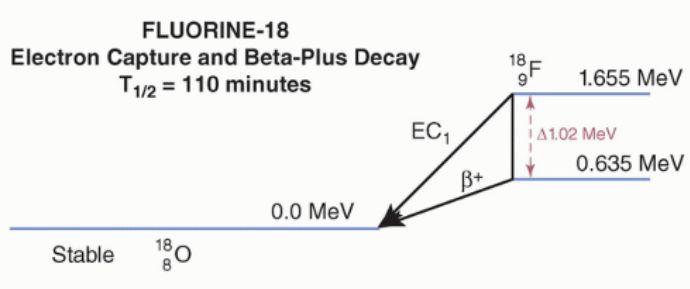 FLUORINE-18
Electron Capture and Beta-Plus Decay
T1/2 = 110 minutes
18
9F
1.655 MeV
EC1
Δ1.02 MeV
0.635 MeV
β+
0.0 MeV
Stable
18
8O